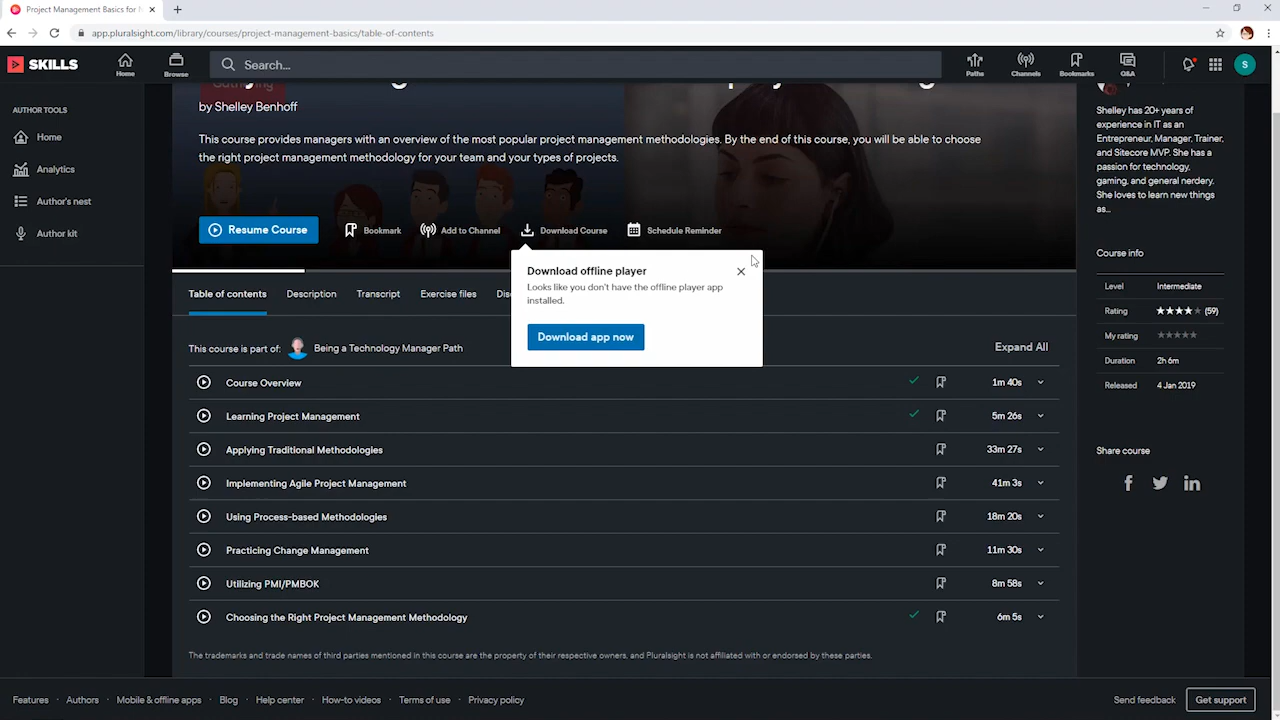 Project Management Basics for
app.pluralsight.com/library/courses/project-management-basics/table-of-contents
SKILLS
Home
Browse
Search...
Paths
Channels
Bookmarks
Q&A
S
AUTHOR TOOLS
Home
Analytics
Author's nest
Author kit
by Shelley Benhoff
This course provides managers with an overview of the most popular project management methodologies. By the end of this course, you will be able to choose
the right project management methodology for your team and your types of projects.
Resume Course
Bookmark
Add to Channel
Download Course
Schedule Reminder
Download offline player
Looks like you don't have the offline player app
installed.
Download app now
Table of contents
Description
Transcript
Exercise files
This course is part of:
Being a Technology Manager Path
Expand All
Course Overview
1m 40s
Learning Project Management
5m 26s
Applying Traditional Methodologies
33m 27s
Implementing Agile Project Management
41m 3s
Using Process-based Methodologies
18m 20s
Practicing Change Management
11m 30s
Utilizing PMI/PMBOK
8m 58s
Choosing the Right Project Management Methodology
6m 5s
The trademarks and trade names of third parties mentioned in this course are the property of their respective owners, and Pluralsight is not affiliated with or endorsed by these parties.
Shelley has 20+ years of
experience in IT as an
Entrepreneur, Manager, Trainer,
and Sitecore MVP. She has a
passion for technology,
gaming, and general nerdery.
She loves to learn new things
as...
Course info
Level
Intermediate
Rating
★★★★★ (59)
My rating
★★★★★
Duration
2h 6m
Released
4 Jan 2019
Share course
Features · Authors · Mobile & offline apps · Blog · Help center · How-to videos · Terms of use · Privacy policy
Send feedback
Get support